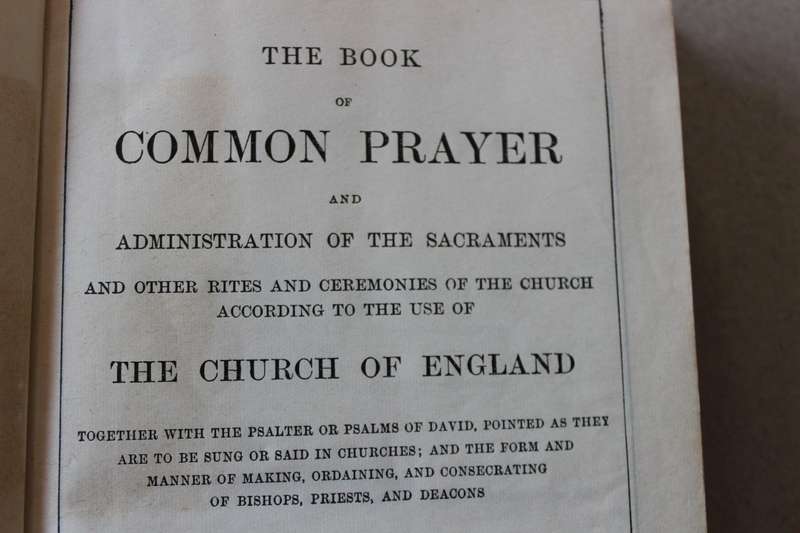 THE BOOK
OF
COMMON PRAYER
AND
ADMINISTRATION OF THE SACRAMENTS
AND OTHER RITES AND CEREMONIES OF THE CHURCH
ACCORDING TO THE USE OF
THE CHURCH OF ENGLAND
TOGETHER WITH THE PSALTER OR PSALMS OF DAVID, POINTED AS THEY
ARE TO BE SUNG OR SAID IN CHURCHES; AND THE FORM AND
MANNER OF MAKING, ORDAINING, AND CONSECRATING
OF BISHOPS, PRIESTS, AND DEACONS